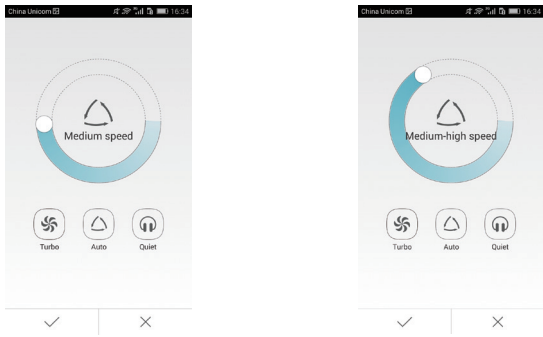 China Unicom 16:34
Medium speed
Turbo Auto Quiet
China Unicom 16:34
Medium-high speed
Turbo Auto Quiet